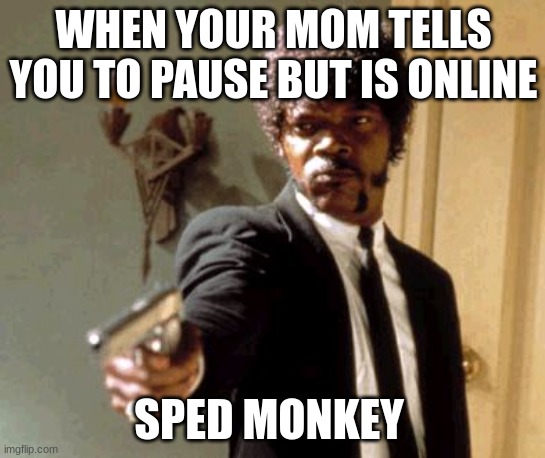 WHEN YOUR MOM TELLS
YOU TO PAUSE BUT IS ONLINE
SPED MONKEY
imgflip.com